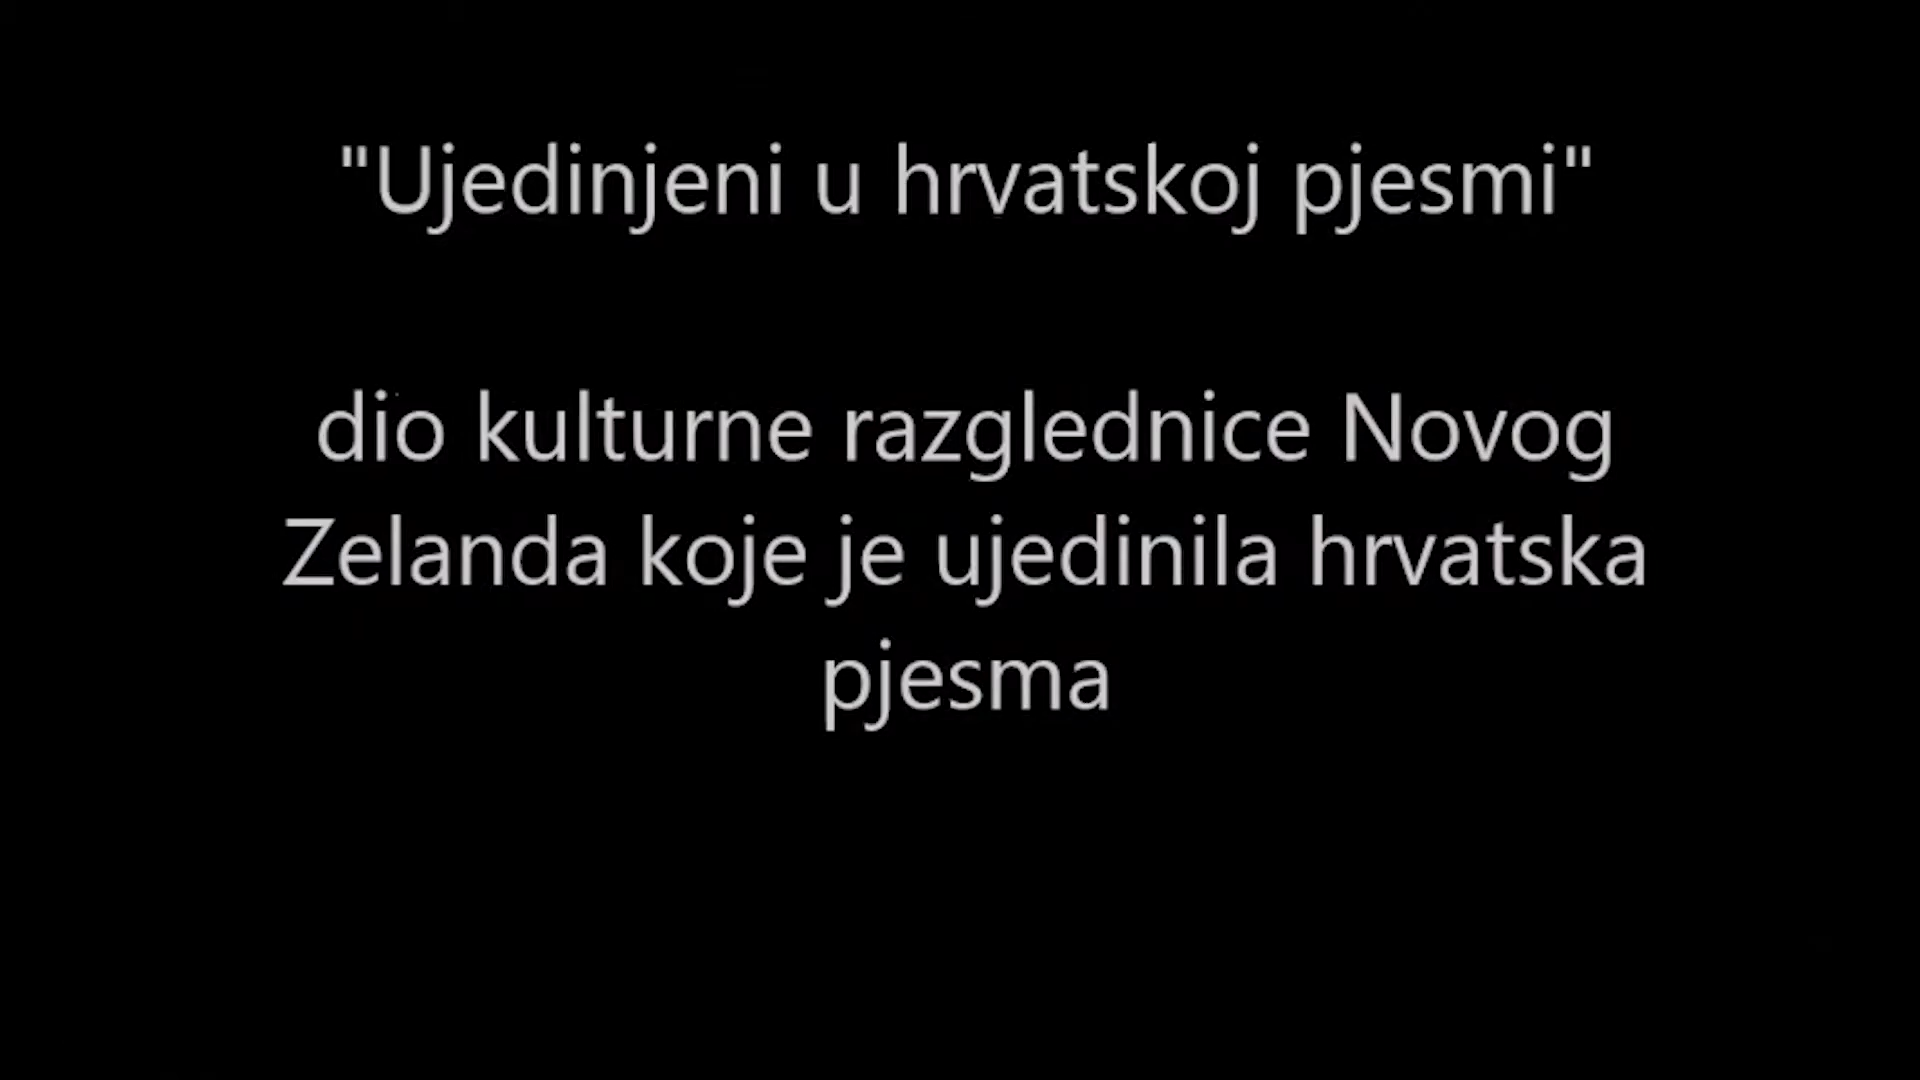 "Ujedinjeni u hrvatskoj pjesmi"
dio kulturne razglednice Novog
Zelanda koje je ujedinila hrvatska
pjesma